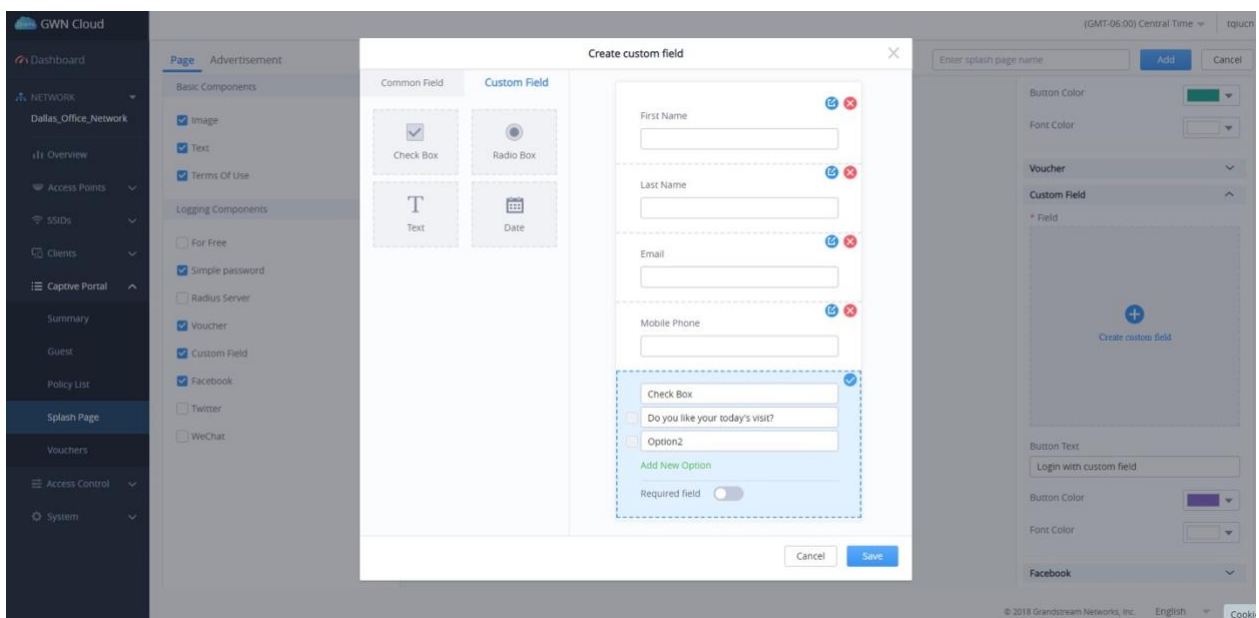 GWN Cloud
(GMT-06:00) Central Time
tqiucn
Dashboard
NETWORK
Dallas_Office_Network
Overview
Access Points
SSIDs
Clients
Captive Portal
Summary
Guest
Policy List
Splash Page
Vouchers
Access Control
System
Page Advertisement
Basic Components
Image
Text
Terms Of Use
Logging Components
For Free
Simple password
Radius Server
Voucher
Custom Field
Facebook
Twitter
WeChat
Create custom field
Common Field Custom Field
Check Box Radio Box
T
Text Date
First Name
Last Name
Email
Mobile Phone
Check Box
Do you like your today's visit?
Option2
Add New Option
Required field
Cancel Save
Enter splash page name Add Cancel
Button Color
Font Color
Voucher
Custom Field
* Field
Create custom field
Button Text
Login with custom field
Button Color
Font Color
Facebook
© 2018 Grandstream Networks, Inc. English
Cooki